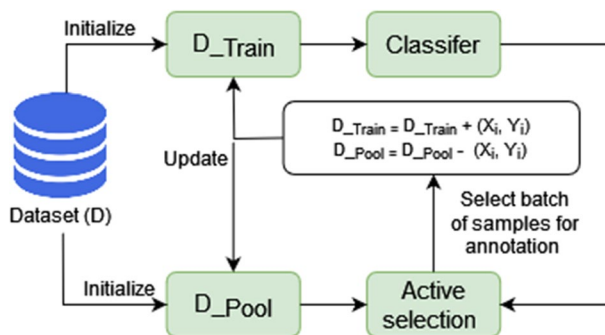 Initialize
D_Train
Classifer
D_Train = D_Train + (Xi, Yi)
D_Pool = D_Pool - (Xi, Yi)
Update
Dataset (D)
Select batch
of samples for
annotation
Initialize
D_Pool
Active
selection